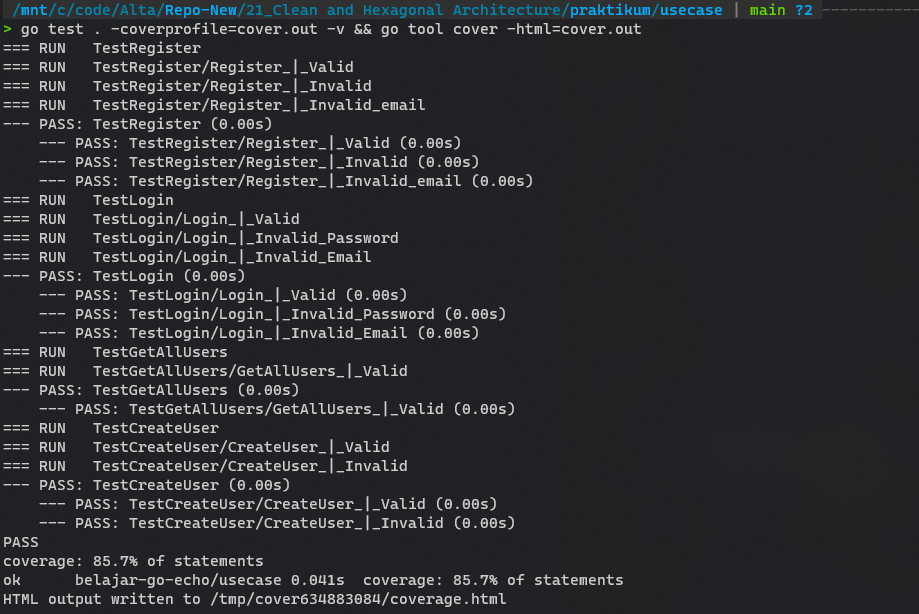 /mnt/c/code/Alta/Repo-New/21_Clean and Hexagonal Architecture/praktikum/usecase | main ?2
> go test . -coverprofile=cover.out -v && go tool cover -html=cover.out
=== RUN   TestRegister
=== RUN   TestRegister/Register_|_Valid
=== RUN   TestRegister/Register_|_Invalid
=== RUN   TestRegister/Register_|_Invalid_email
--- PASS: TestRegister (0.00s)
    --- PASS: TestRegister/Register_|_Valid (0.00s)
    --- PASS: TestRegister/Register_|_Invalid (0.00s)
    --- PASS: TestRegister/Register_|_Invalid_email (0.00s)
=== RUN   TestLogin
=== RUN   TestLogin/Login_|_Valid
=== RUN   TestLogin/Login_|_Invalid_Password
=== RUN   TestLogin/Login_|_Invalid_Email
--- PASS: TestLogin (0.00s)
    --- PASS: TestLogin/Login_|_Valid (0.00s)
    --- PASS: TestLogin/Login_|_Invalid_Password (0.00s)
    --- PASS: TestLogin/Login_|_Invalid_Email (0.00s)
=== RUN   TestGetAllUsers
=== RUN   TestGetAllUsers/GetAllUsers_|_Valid
--- PASS: TestGetAllUsers (0.00s)
    --- PASS: TestGetAllUsers/GetAllUsers_|_Valid (0.00s)
=== RUN   TestCreateUser
=== RUN   TestCreateUser/CreateUser_|_Valid
=== RUN   TestCreateUser/CreateUser_|_Invalid
--- PASS: TestCreateUser (0.00s)
    --- PASS: TestCreateUser/CreateUser_|_Valid (0.00s)
    --- PASS: TestCreateUser/CreateUser_|_Invalid (0.00s)
PASS
coverage: 85.7% of statements
ok      belajar-go-echo/usecase 0.041s  coverage: 85.7% of statements
HTML output written to /tmp/cover634883084/coverage.html